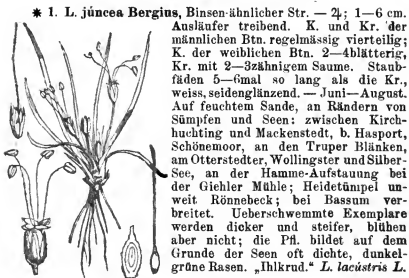 * 1. L. júncea Bergius, Binsen-ähnlicher Str. — ♃; 1—6 cm.
Ausläufer treibend. K. und Kr. der
männlichen Btn. regelmässig vierteilig;
K. der weiblichen Btn. 2—4blätterig,
Kr. mit 2—3zähnigem Saume. Staub-
fäden 5—6mal so lang als die Kr.,
weiss, seidenglänzend. — Juni—August.
Auf feuchtem Sande, an Rändern von
Sümpfen und Seen: zwischen Kirch-
huchting und Mackenstedt, b. Hasport,
Schönemoor, an den Truper Blänken,
am Otterstedter, Wollingster und Silber-
See, an der Hamme-Aufstauung bei
der Giehler Mühle; Heidetümpel un-
weit Rönnebeck; bei Bassum ver-
breitet. Ueberschwemmte Exemplare
werden dicker und steifer, blühen
aber nicht; die Pfl. bildet auf dem
Grunde der Seen oft dichte, dunkel-
grüne Rasen. „Ihlkrud.“ L. lacústris L.